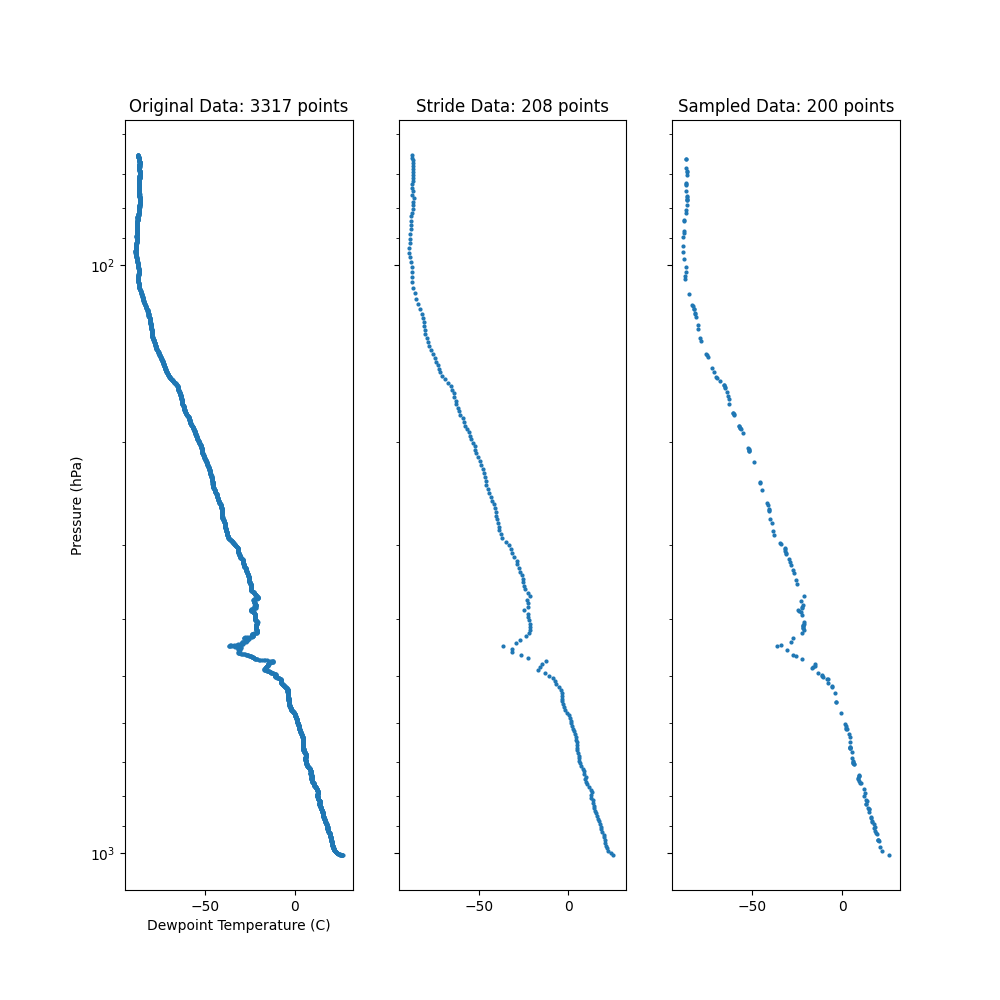 Original Data: 3317 points
Stride Data: 208 points
Sampled Data: 200 points
10²
10³
Pressure (hPa)
−50 0
−50 0
−50 0
Dewpoint Temperature (C)